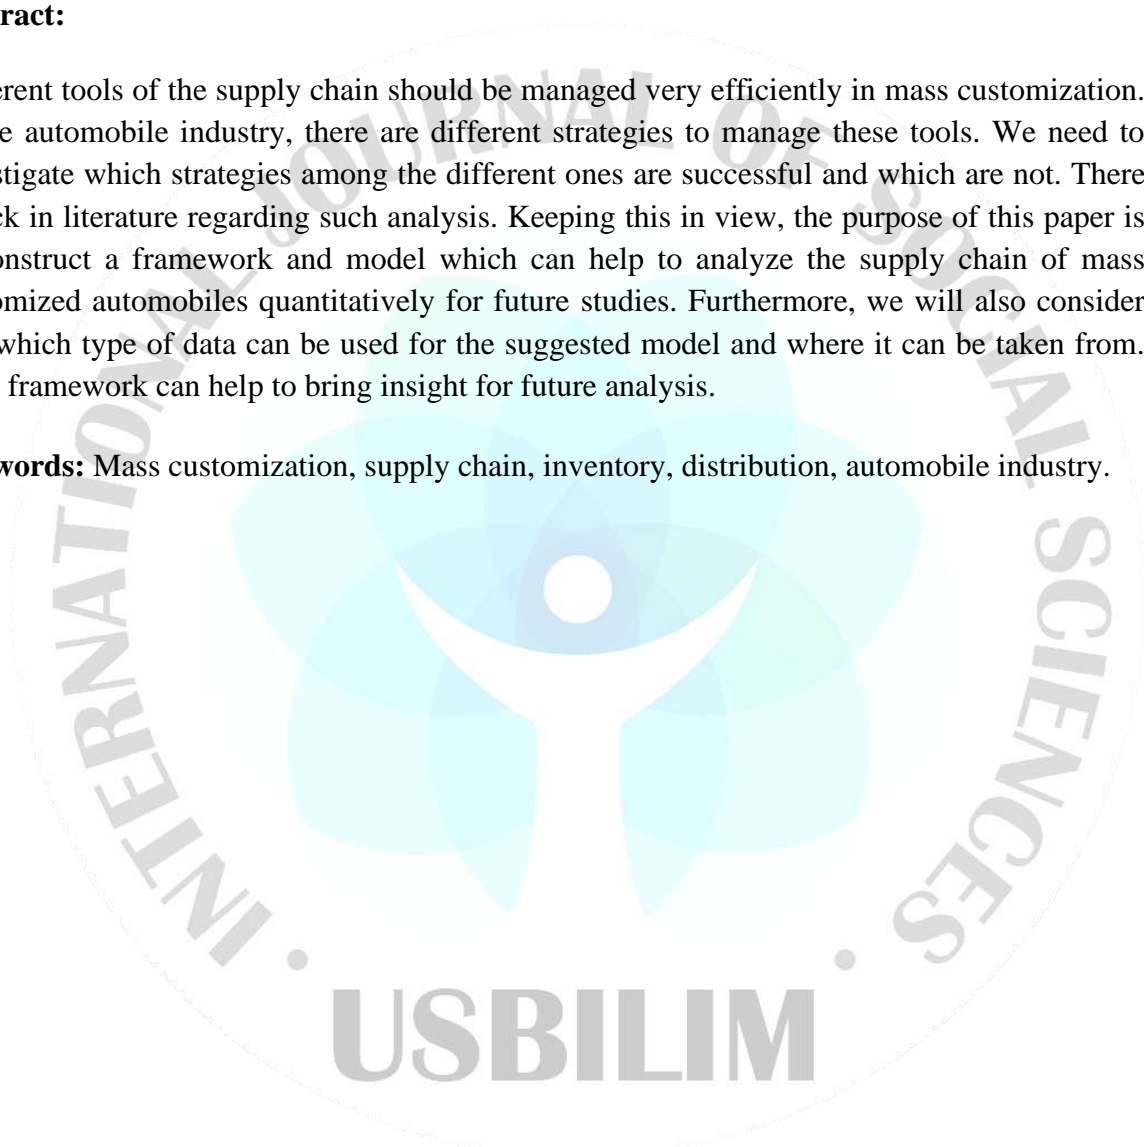 ract:
erent tools of the supply chain should be managed very efficiently in mass customization.
e automobile industry, there are different strategies to manage these tools. We need to
stigate which strategies among the different ones are successful and which are not. There
ck in literature regarding such analysis. Keeping this in view, the purpose of this paper is
onstruct a framework and model which can help to analyze the supply chain of mass
omized automobiles quantitatively for future studies. Furthermore, we will also consider
which type of data can be used for the suggested model and where it can be taken from.
framework can help to bring insight for future analysis.
words: Mass customization, supply chain, inventory, distribution, automobile industry.
INTERNATIONAL JOURNAL OF SOCIAL SCIENCES
USBILIM